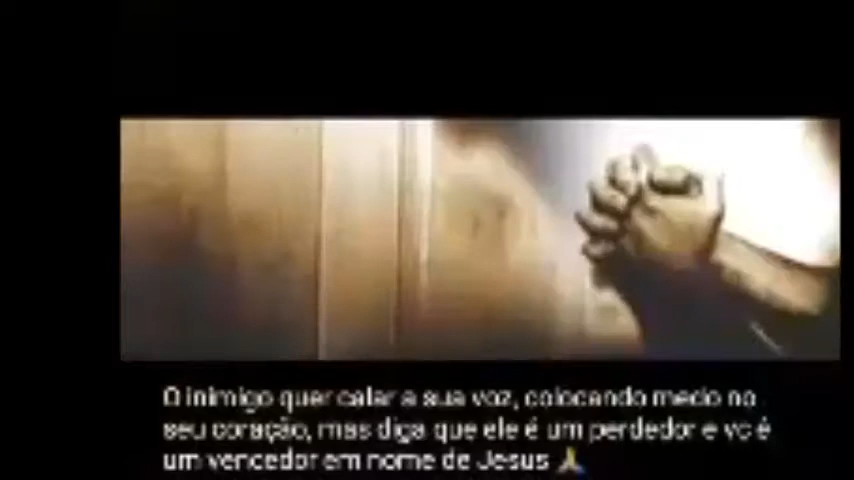 O inimigo quer calar a sua voz, colocando medo no
seu coração, mas diga que ele é um perdedor e vc é
um vencedor em nome de Jesus 🙏